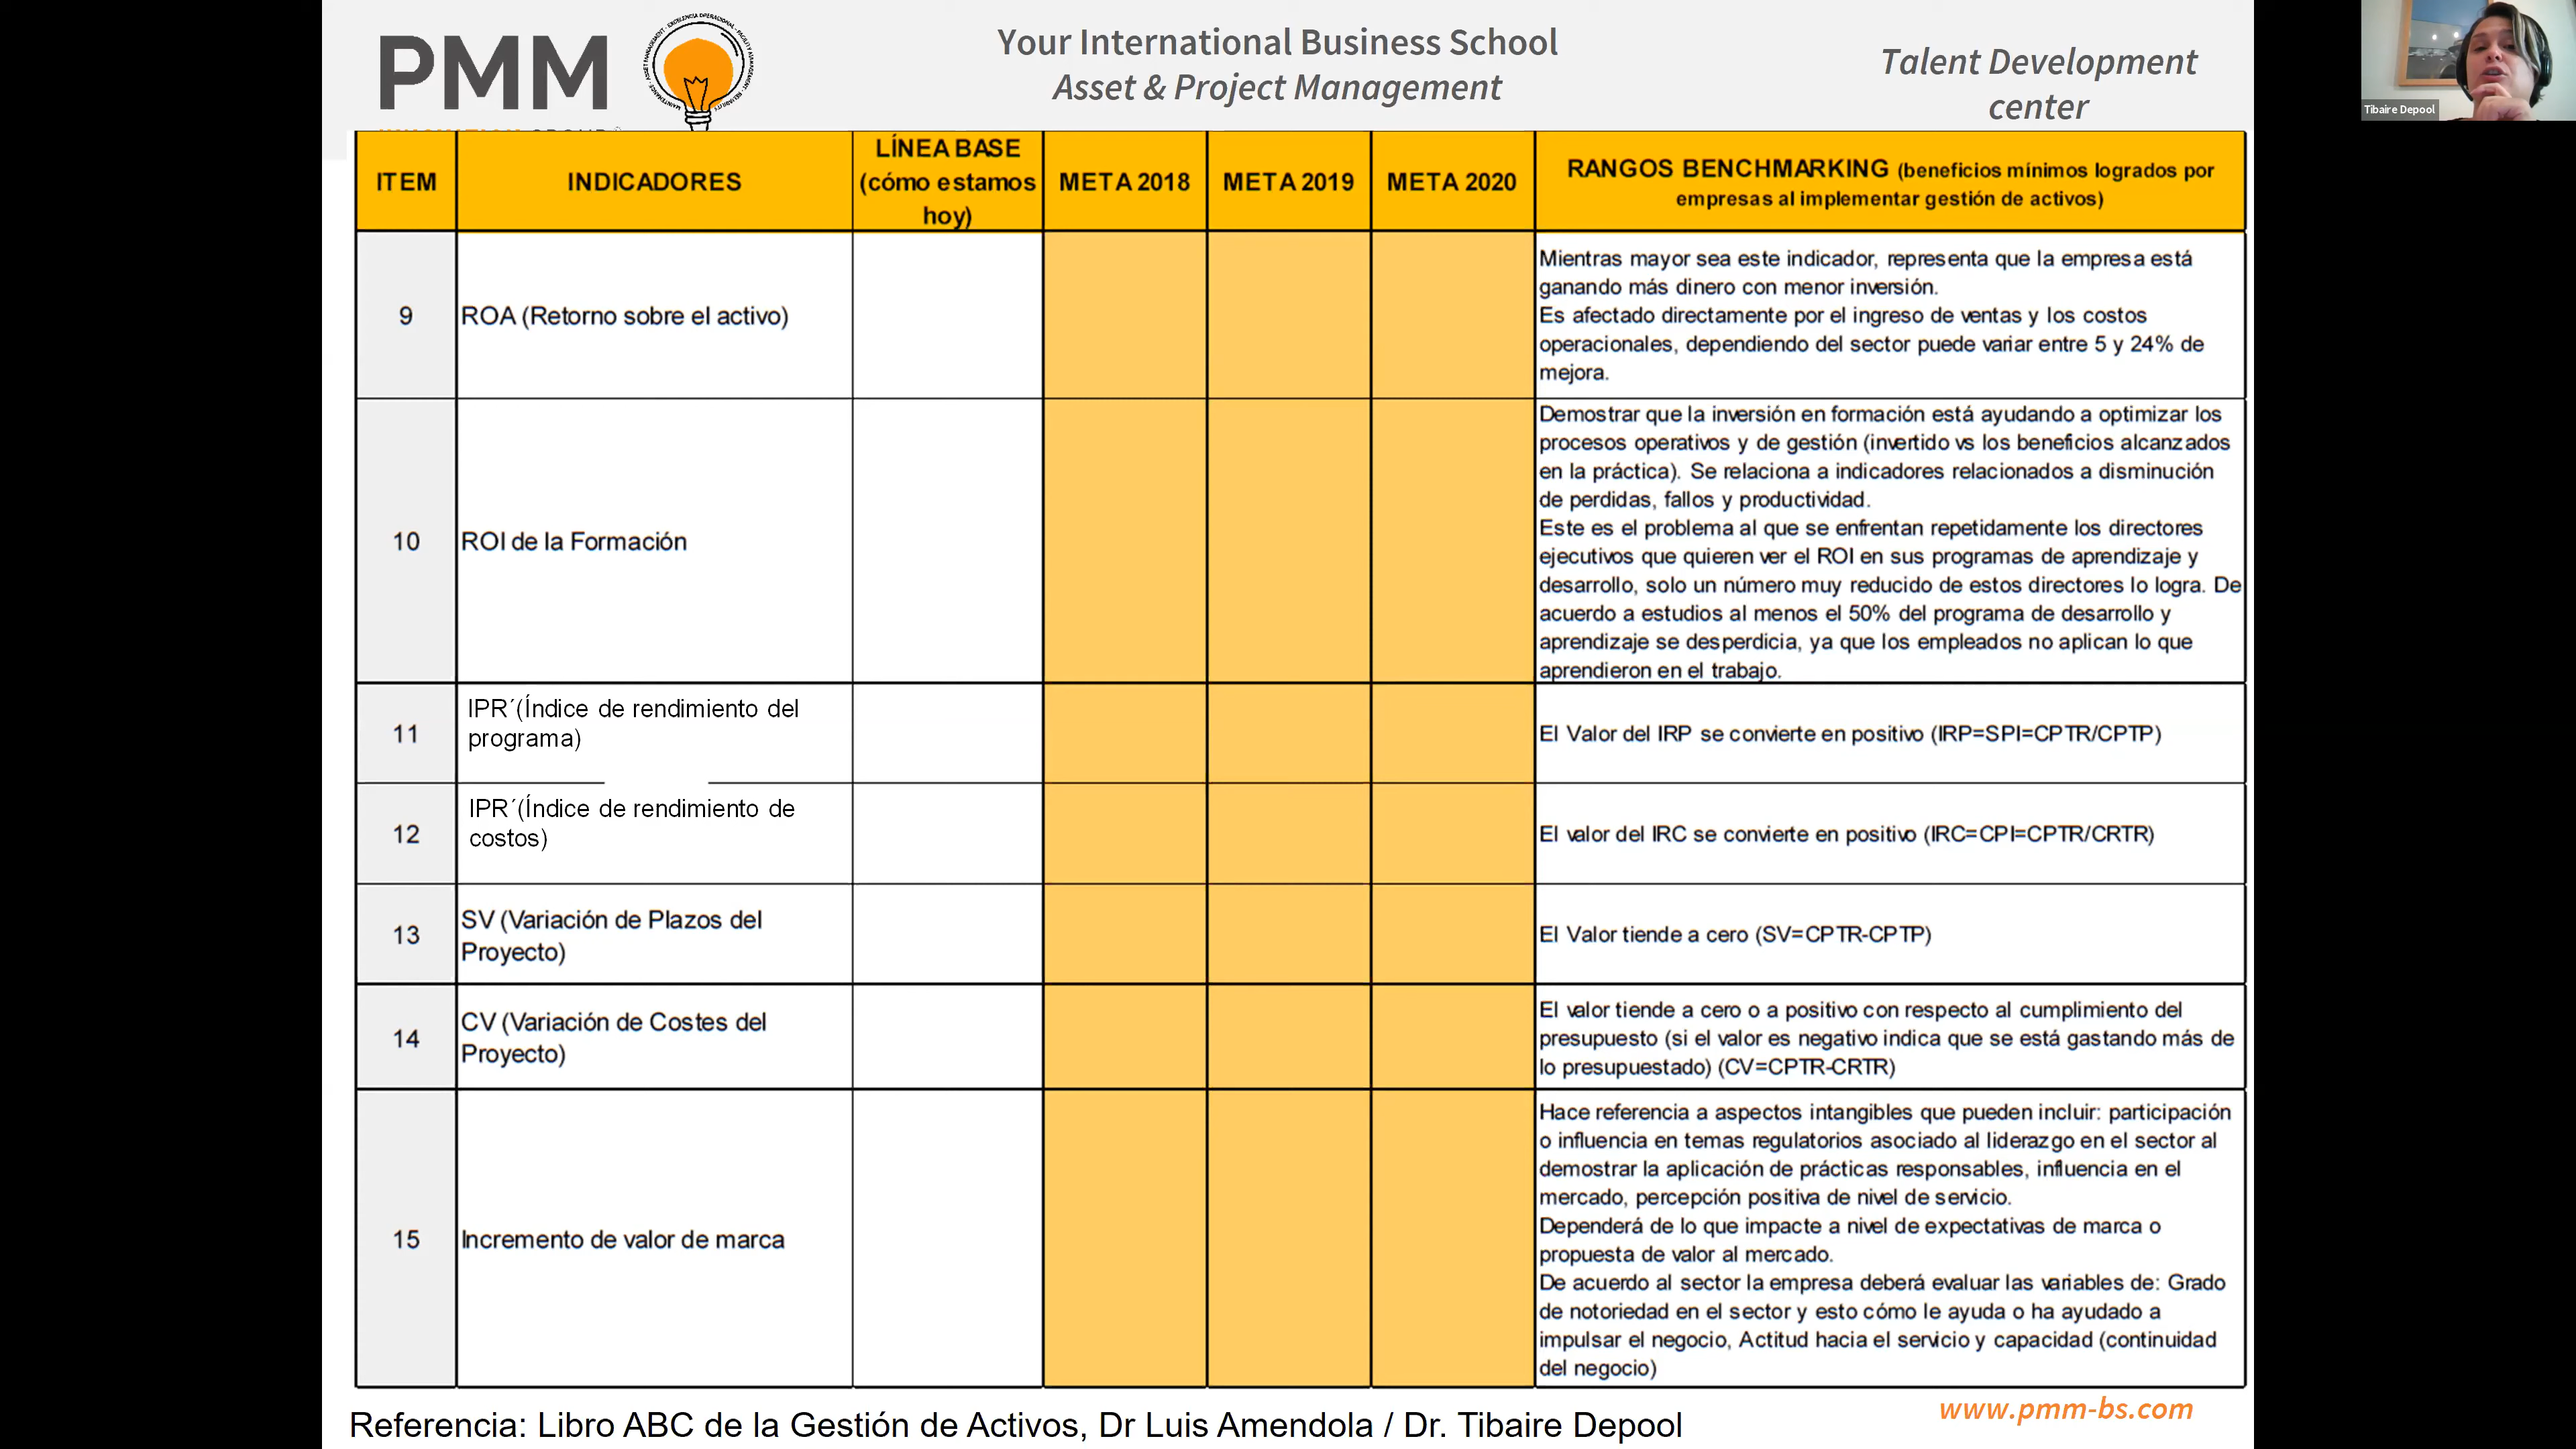 PMM
Your International Business School
Asset & Project Management
Talent Development
center
Tibaire Depool
ITEM
INDICADORES
LÍNEA BASE
(cómo estamos
hoy)
META 2018
META 2019
META 2020
RANGOS BENCHMARKING (beneficios mínimos logrados por
empresas al implementar gestión de activos)
9
ROA (Retorno sobre el activo)
Mientras mayor sea este indicador, representa que la empresa está
ganando más dinero con menor inversión.
Es afectado directamente por el ingreso de ventas y los costos
operacionales, dependiendo del sector puede variar entre 5 y 24% de
mejora.
10
ROI de la Formación
Demostrar que la inversión en formación está ayudando a optimizar los
procesos operativos y de gestión (invertido vs los beneficios alcanzados
en la práctica). Se relaciona a indicadores relacionados a disminución
de perdidas, fallos y productividad.
Este es el problema al que se enfrentan repetidamente los directores
ejecutivos que quieren ver el ROI en sus programas de aprendizaje y
desarrollo, solo un número muy reducido de estos directores lo logra. De
acuerdo a estudios al menos el 50% del programa de desarrollo y
aprendizaje se desperdicia, ya que los empleados no aplican lo que
aprendieron en el trabajo.
11
IPR´(Índice de rendimiento del
programa)
El Valor del IRP se convierte en positivo (IRP=SPI=CPTR/CPTP)
12
IPR´(Índice de rendimiento de
costos)
El valor del IRC se convierte en positivo (IRC=CPI=CPTR/CRTR)
13
SV (Variación de Plazos del
Proyecto)
El Valor tiende a cero (SV=CPTR-CPTP)
14
CV (Variación de Costes del
Proyecto)
El valor tiende a cero o a positivo con respecto al cumplimiento del
presupuesto (si el valor es negativo indica que se está gastando más de
lo presupuestado) (CV=CPTR-CRTR)
15
Incremento de valor de marca
Hace referencia a aspectos intangibles que pueden incluir: participación
o influencia en temas regulatorios asociado al liderazgo en el sector al
demostrar la aplicación de prácticas responsables, influencia en el
mercado, percepción positiva de nivel de servicio.
Dependerá de lo que impacte a nivel de expectativas de marca o
propuesta de valor al mercado.
De acuerdo al sector la empresa deberá evaluar las variables de: Grado
de notoriedad en el sector y esto cómo le ayuda o ha ayudado a
impulsar el negocio, Actitud hacia el servicio y capacidad (continuidad
del negocio)
www.pmm-bs.com
Referencia: Libro ABC de la Gestión de Activos, Dr Luis Amendola / Dr. Tibaire Depool